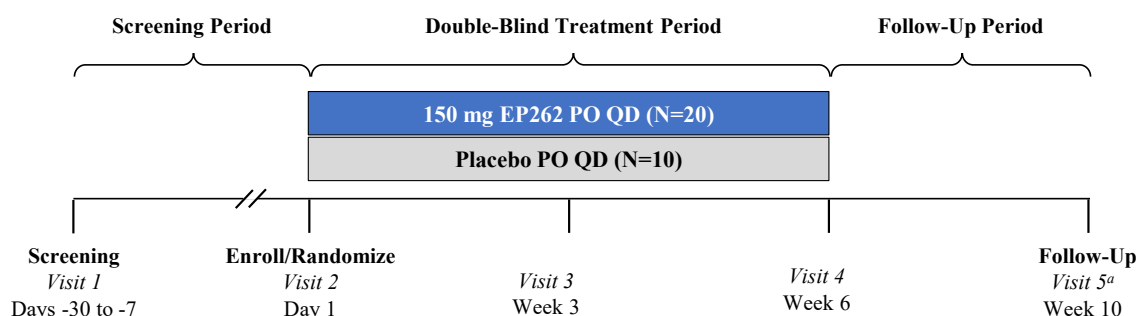 Screening Period Double-Blind Treatment Period Follow-Up Period
150 mg EP262 PO QD (N=20)
Placebo PO QD (N=10)
Screening Enroll/Randomize Follow-Up
Visit 1 Visit 2 Visit 3 Visit 4 Visit 5a
Days -30 to -7 Day 1 Week 3 Week 6 Week 10